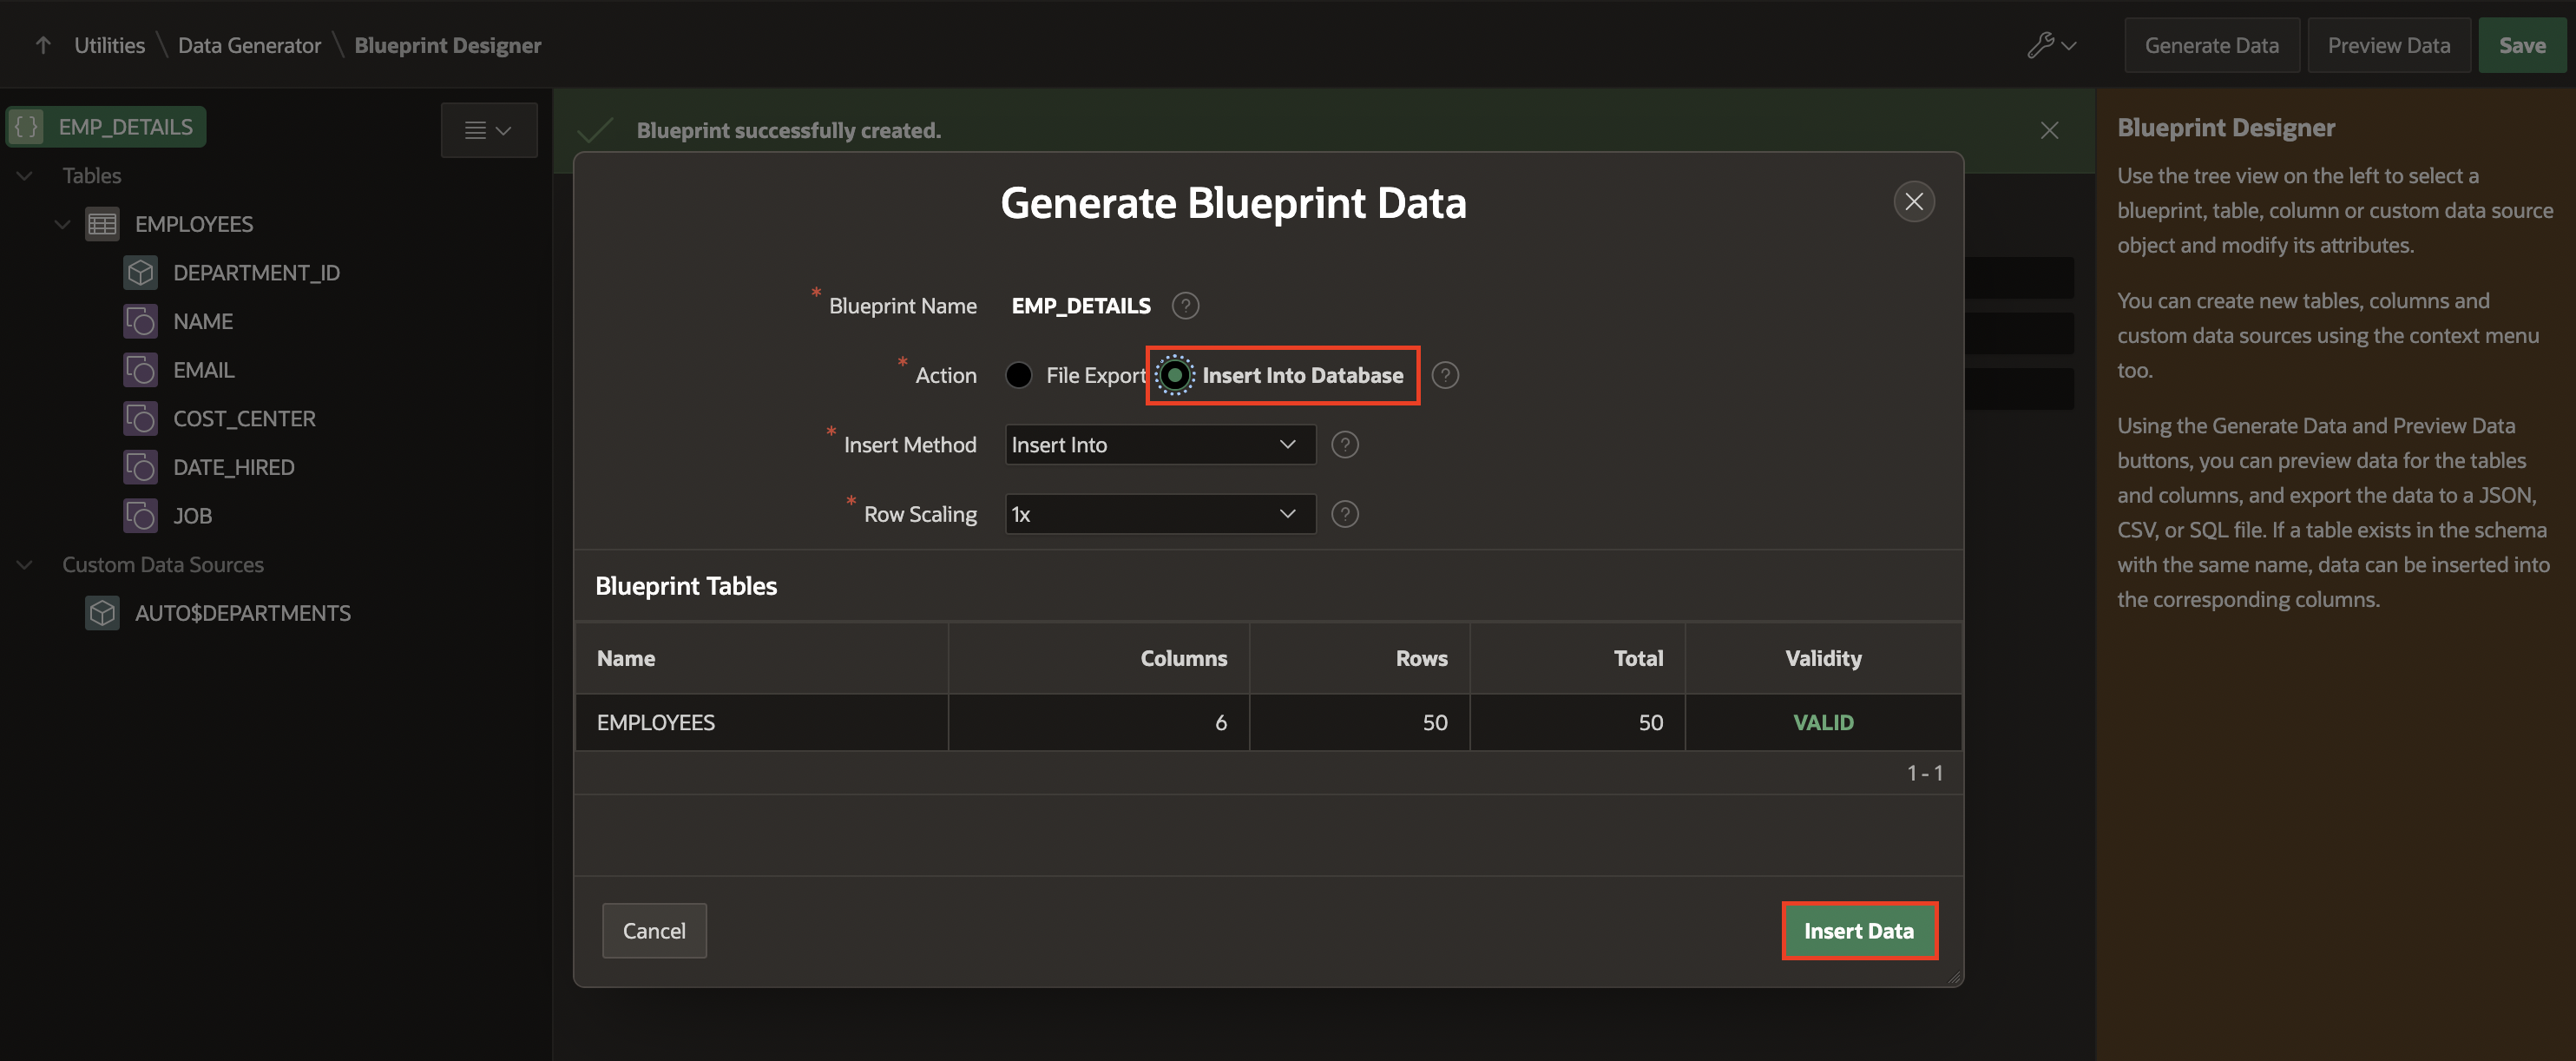 Utilities \ Data Generator \ Blueprint Designer
Generate Data
Preview Data
Save
{ } EMP_DETAILS
Tables
EMPLOYEES
DEPARTMENT_ID
NAME
EMAIL
COST_CENTER
DATE_HIRED
JOB
Custom Data Sources
AUTO$DEPARTMENTS
Blueprint successfully created.
Generate Blueprint Data
* Blueprint Name EMP_DETAILS ?
* Action File Export Insert Into Database ?
* Insert Method Insert Into ?
* Row Scaling 1x ?
Blueprint Tables
Name Columns Rows Total Validity
EMPLOYEES 6 50 50 VALID
1 - 1
Cancel
Insert Data
Blueprint Designer
Use the tree view on the left to select a
blueprint, table, column or custom data source
object and modify its attributes.
You can create new tables, columns and
custom data sources using the context menu
too.
Using the Generate Data and Preview Data
buttons, you can preview data for the tables
and columns, and export the data to a JSON,
CSV, or SQL file. If a table exists in the schema
with the same name, data can be inserted into
the corresponding columns.